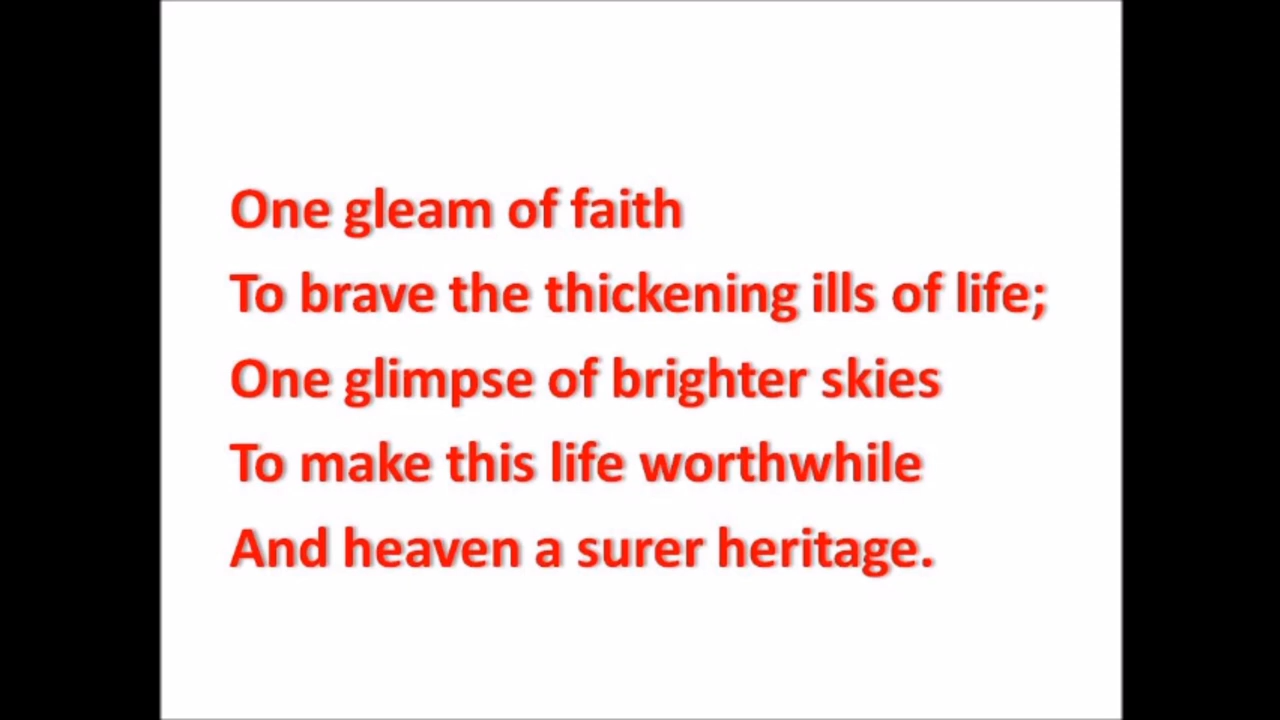 One gleam of faith
To brave the thickening ills of life;
One glimpse of brighter skies
To make this life worthwhile
And heaven a surer heritage.